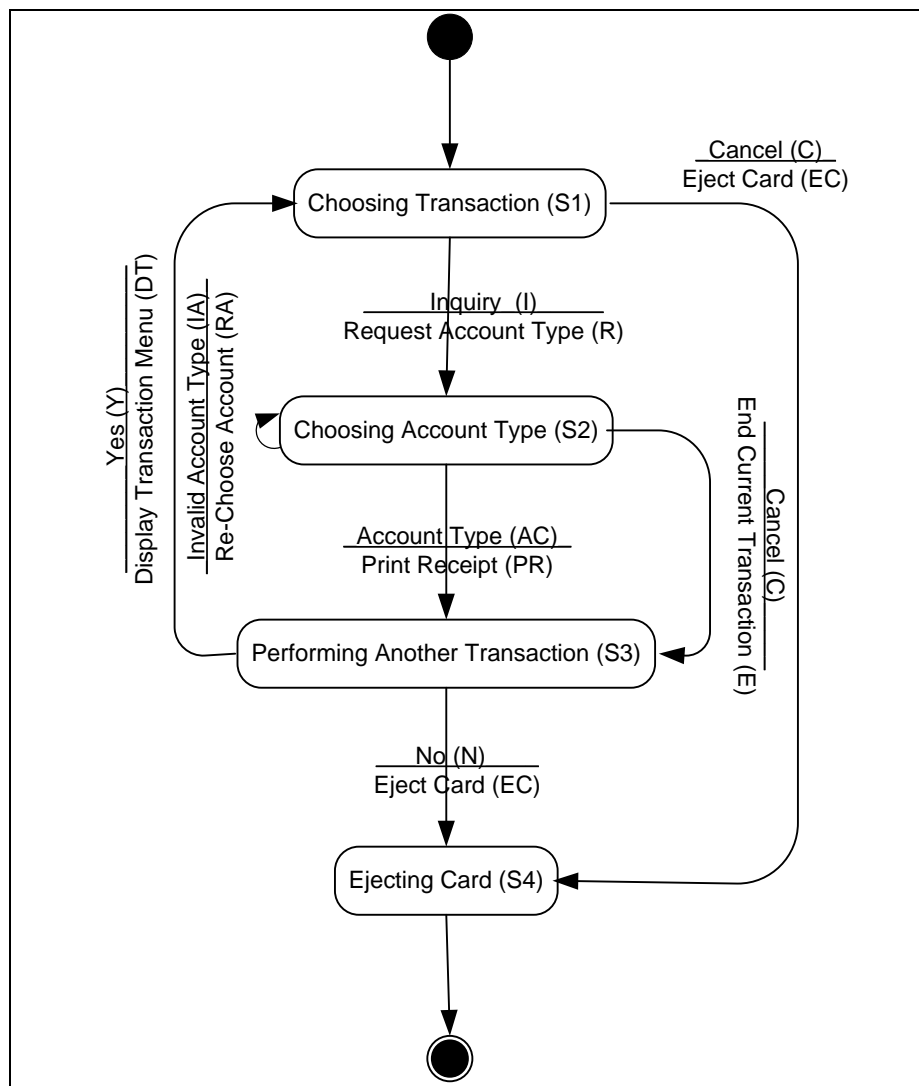 Cancel (C)
Eject Card (EC)
Choosing Transaction (S1)
Inquiry (I)
Request Account Type (R)
Yes (Y)
Display Transaction Menu (DT)
Invalid Account Type (IA)
Re-Choose Account (RA)
Choosing Account Type (S2)
Cancel (C)
End Current Transaction (E)
Account Type (AC)
Print Receipt (PR)
Performing Another Transaction (S3)
No (N)
Eject Card (EC)
Ejecting Card (S4)